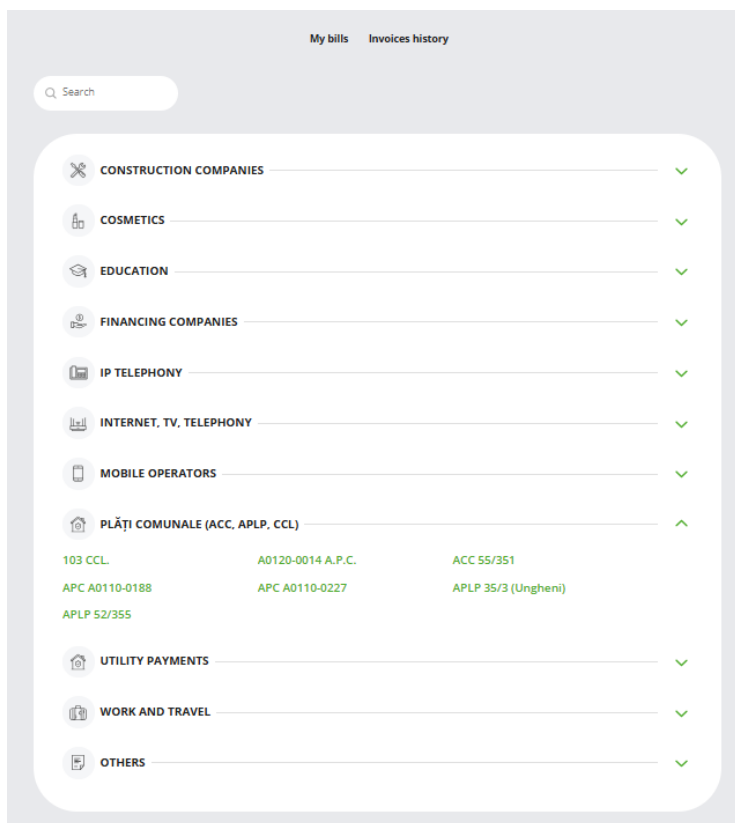 My bills Invoices history
Search
CONSTRUCTION COMPANIES
COSMETICS
EDUCATION
FINANCING COMPANIES
IP TELEPHONY
INTERNET, TV, TELEPHONY
MOBILE OPERATORS
PLĂȚI COMUNALE (ACC, APLP, CCL)
103 CCL. A0120-0014 A.P.C. ACC 55/351
APC A0110-0188 APC A0110-0227 APLP 35/3 (Ungheni)
APLP 52/355
UTILITY PAYMENTS
WORK AND TRAVEL
OTHERS